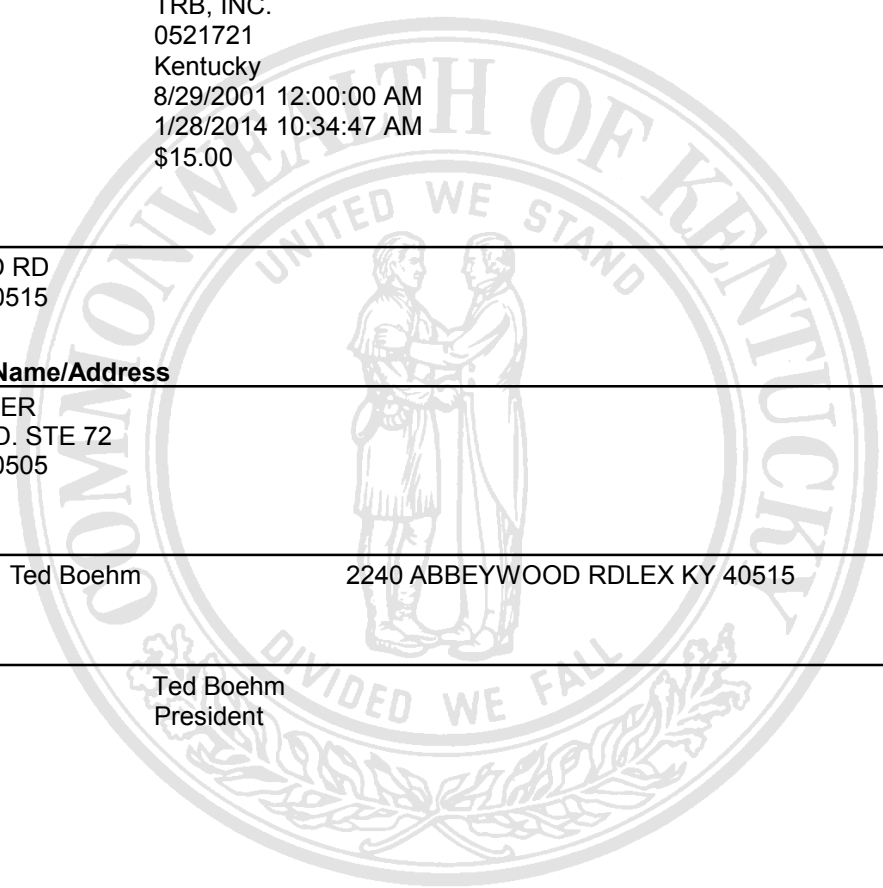 TRB, INC.
0521721
Kentucky
8/29/2001 12:00:00 AM
1/28/2014 10:34:47 AM
$15.00
RD
0515
Name/Address
ER
D. STE 72
0505
Ted Boehm 2240 ABBEYWOOD RDLEX KY 40515
Ted Boehm
President
COMMONWEALTH OF KENTUCKY
UNITED WE STAND
DIVIDED WE FALL